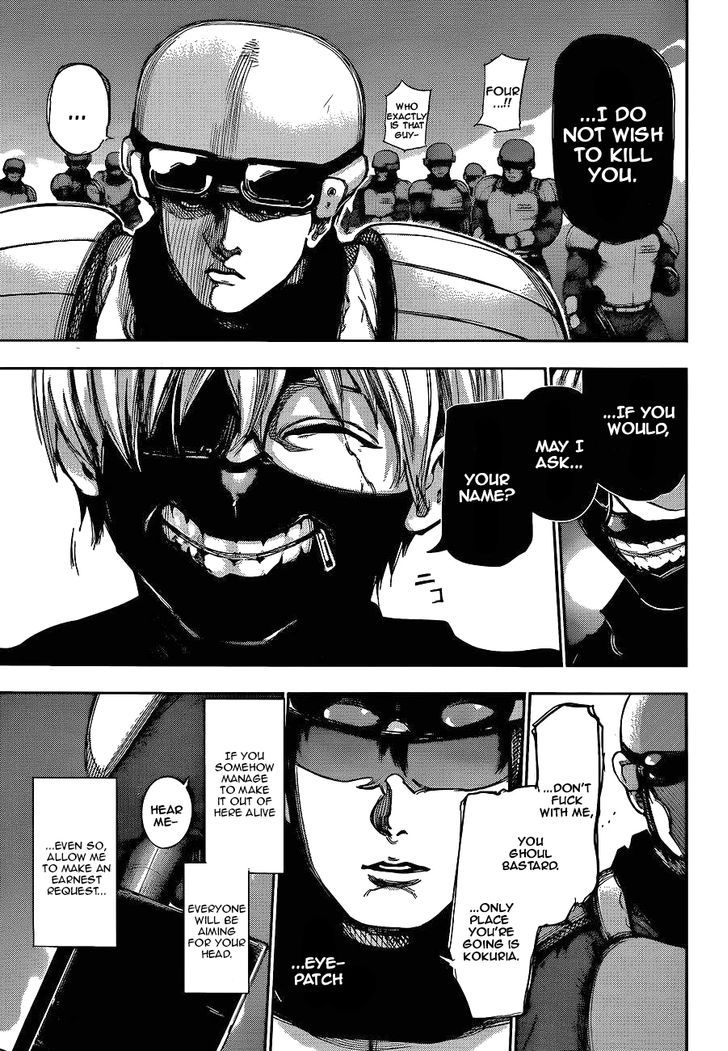 ...I DO
NOT WISH
TO KILL
YOU.
FOUR
...!!
WHO
EXACTLY
IS THAT
GUY-
...
...IF YOU
WOULD,
MAY I
ASK...
YOUR
NAME?
ニコ
...DON'T
FUCK
WITH ME,
YOU
GHOUL
BASTARD.
...ONLY
PLACE
YOU'RE
GOING IS
KOKURIA.
...EYE-
PATCH
IF YOU
SOMEHOW
MANAGE
TO MAKE
IT OUT OF
HERE ALIVE
EVERYONE
WILL BE
AIMING
FOR YOUR
HEAD.
HEAR
ME-
...EVEN SO,
ALLOW ME
TO MAKE
AN
EARNEST
REQUEST...